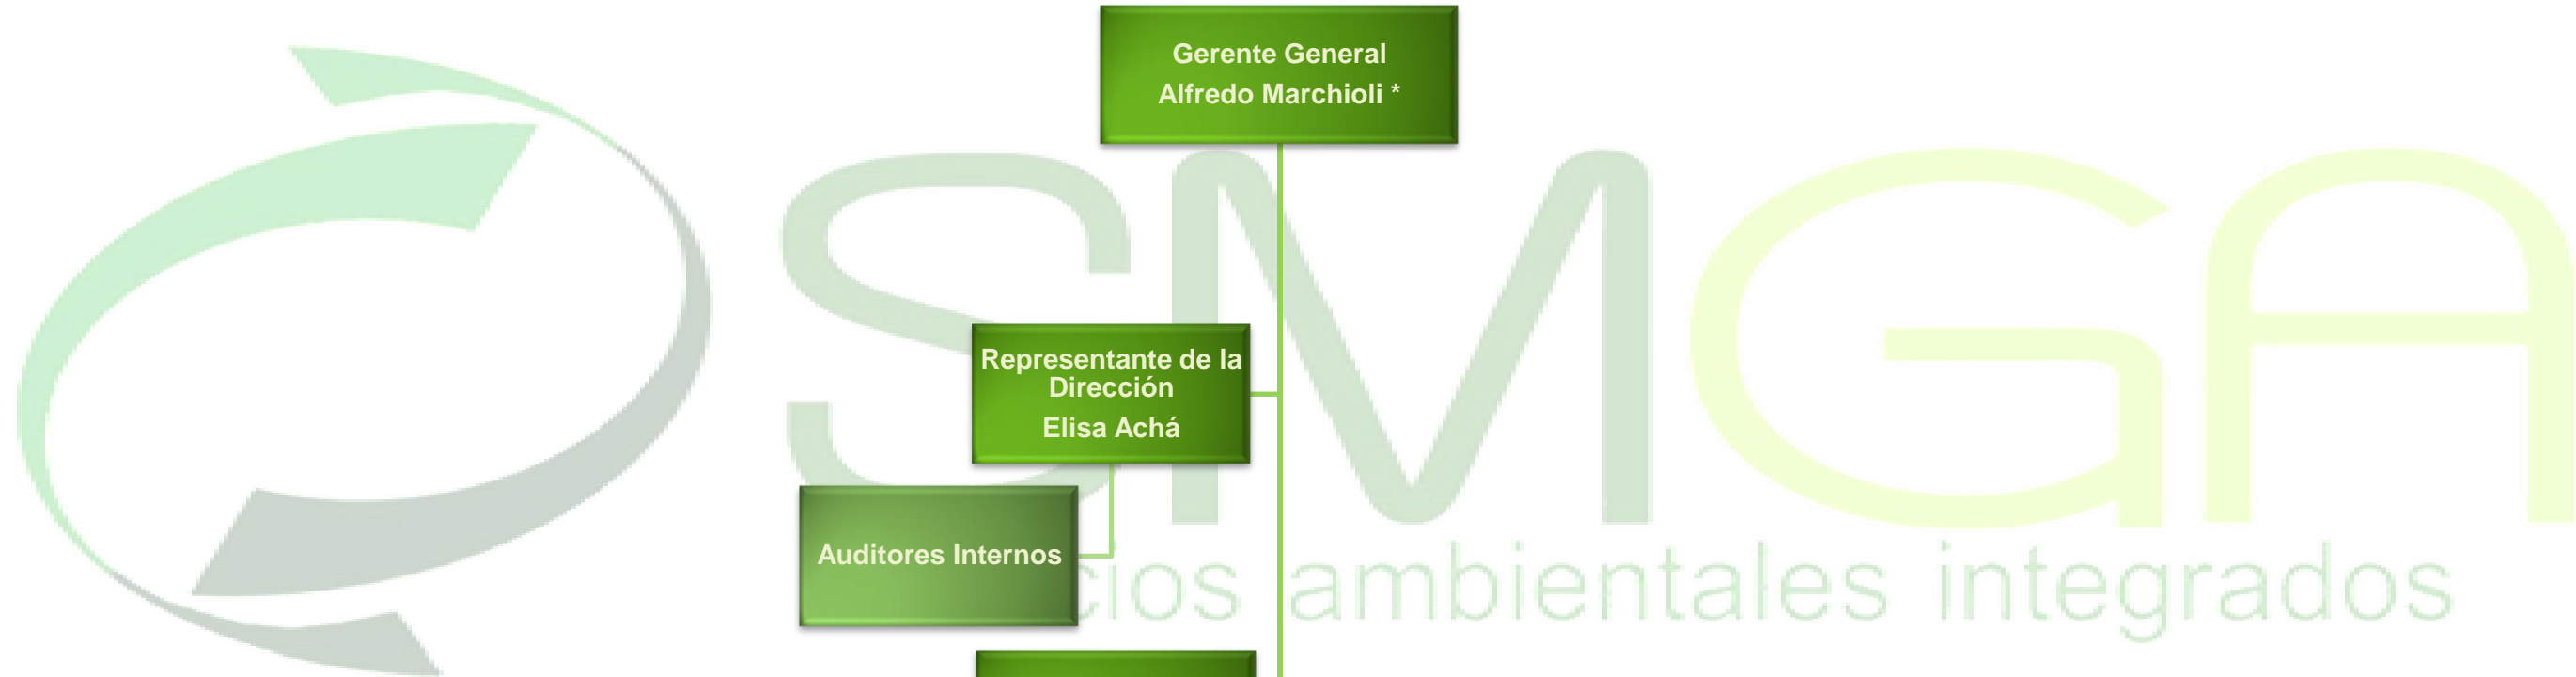 Gerente General
Alfredo Marchioli *
SMGA
Representante de la
Dirección
Elisa Achá
Auditores Internos
cios ambientales integrados